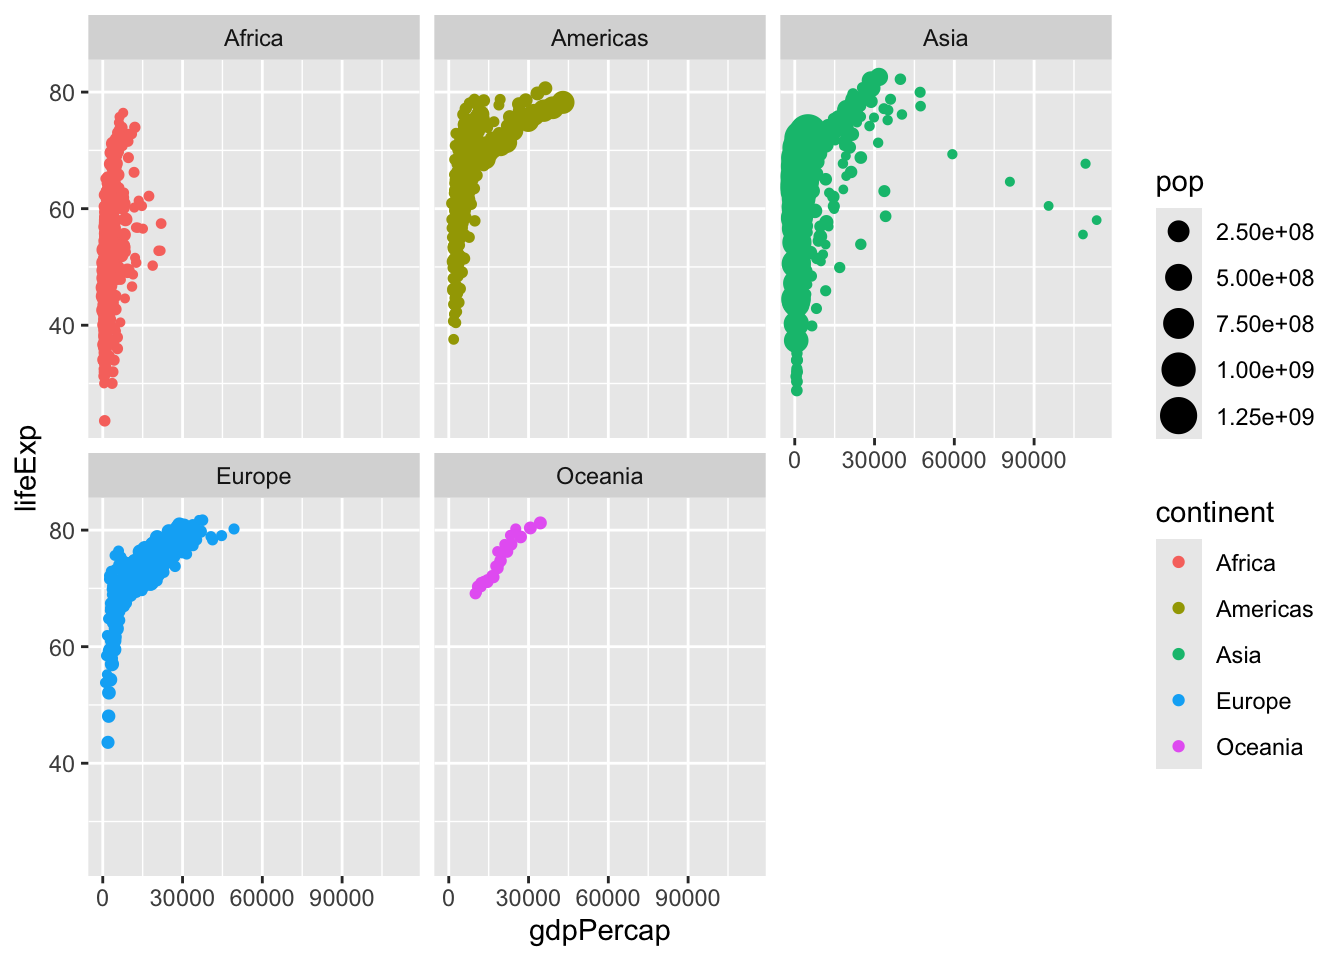 Africa
Americas
Asia
80
60
40
0 30000 60000 90000
Europe
Oceania
80
60
40
0 30000 60000 90000
0 30000 60000 90000
lifeExp
gdpPercap
pop
2.50e+08
5.00e+08
7.50e+08
1.00e+09
1.25e+09
continent
Africa
Americas
Asia
Europe
Oceania